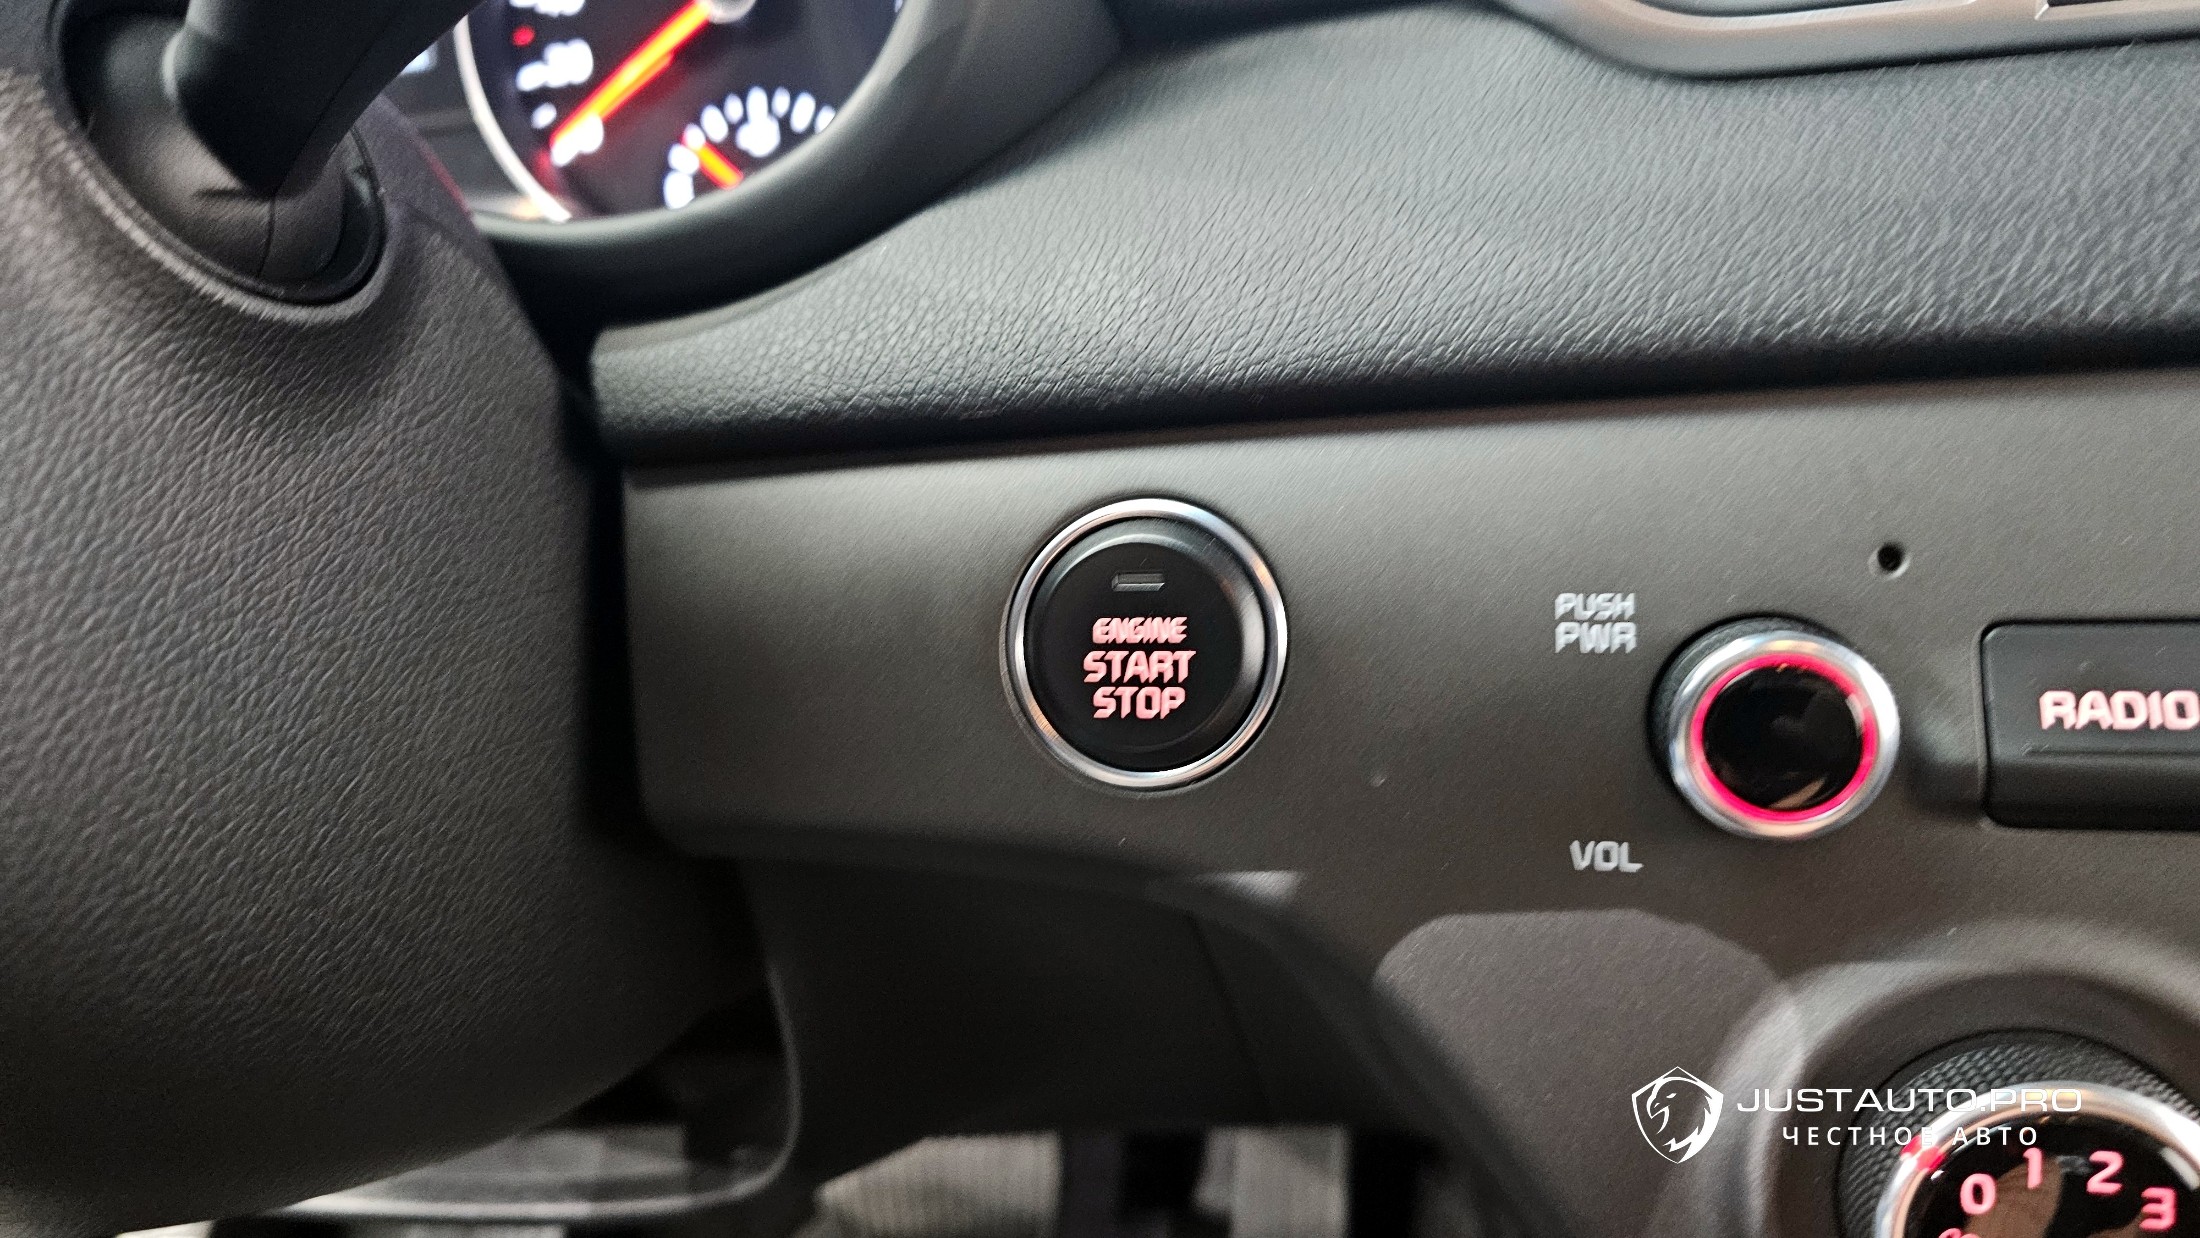 ENGINE
START
STOP
PUSH
PWR
VOL
RADIO
JUSTAUTO.PRO
ЧЕСТНОЕ АВТО
0 1 2 3